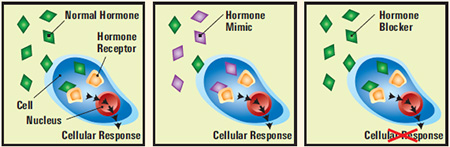 Normal Hormone
Hormone
Receptor
Cell
Nucleus
Cellular Response
Hormone
Mimic
Cellular Response
Hormone
Blocker
Cellular Response